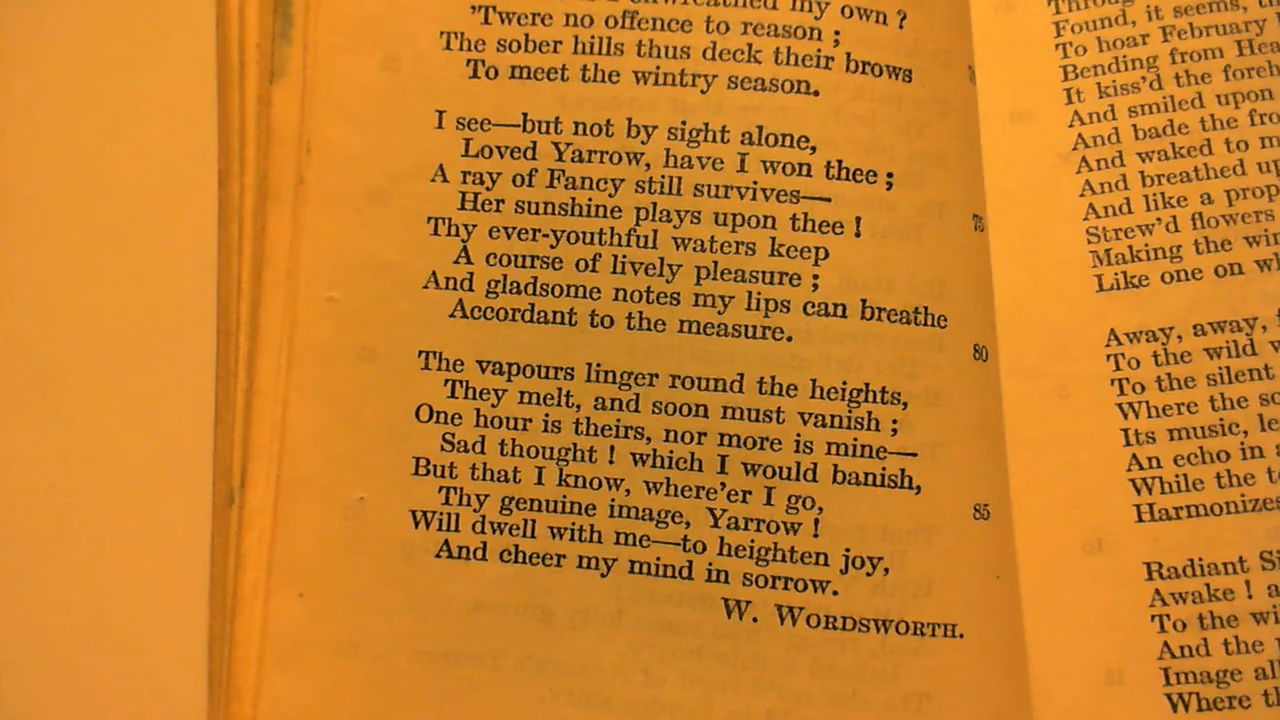 my own ?
'Twere no offence to reason ;
The sober hills thus deck their brows
To meet the wintry season.
I see—but not by sight alone,
Loved Yarrow, have I won thee ;
A ray of Fancy still survives—
Her sunshine plays upon thee ! 75
Thy ever-youthful waters keep
A course of lively pleasure ;
And gladsome notes my lips can breathe
Accordant to the measure. 80
The vapours linger round the heights,
They melt, and soon must vanish ;
One hour is theirs, nor more is mine—
Sad thought ! which I would banish,
But that I know, where'er I go, 85
Thy genuine image, Yarrow !
Will dwell with me—to heighten joy,
And cheer my mind in sorrow.
W. WORDSWORTH.
Found, it seems,
To hoar February
Bending from
It kiss'd the
And smiled upon
And bade the
And waked to
And breathed
And like a
Strew'd flowers
Making the
Like one on
Away, away,
To the wild
To the silent
Where the
Its music,
An echo in
While the
Harmonizes
Radiant
Awake !
To the
And the
Image
Where